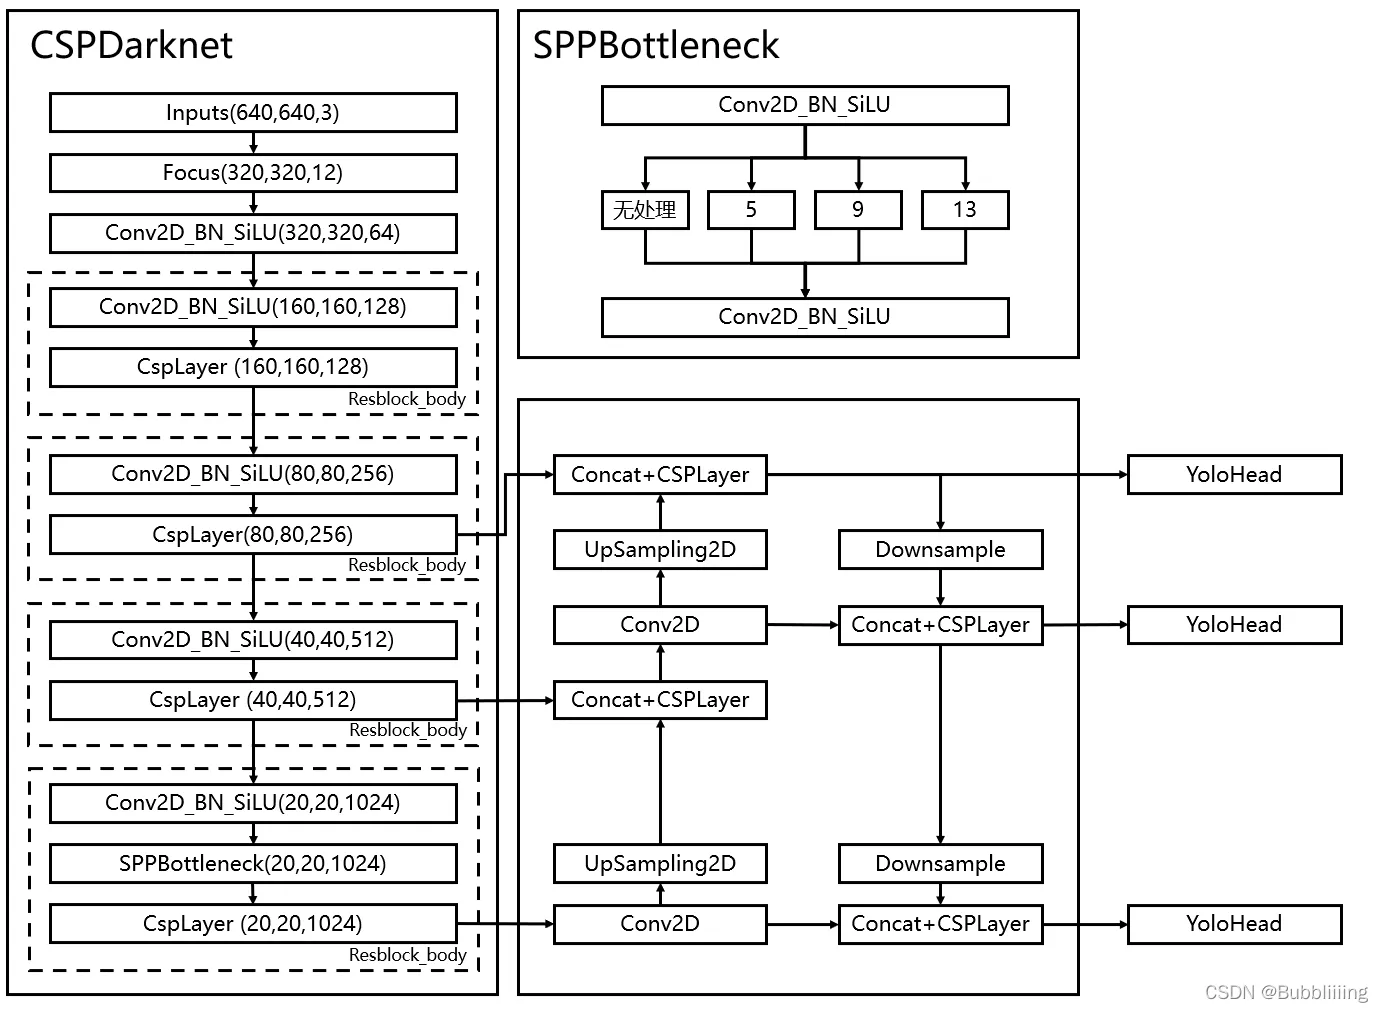 CSPDarknet
Inputs(640,640,3)
Focus(320,320,12)
Conv2D_BN_SiLU(320,320,64)
Conv2D_BN_SiLU(160,160,128)
CspLayer (160,160,128)
Resblock_body
Conv2D_BN_SiLU(80,80,256)
CspLayer(80,80,256)
Resblock_body
Conv2D_BN_SiLU(40,40,512)
CspLayer (40,40,512)
Resblock_body
Conv2D_BN_SiLU(20,20,1024)
SPPBottleneck(20,20,1024)
CspLayer (20,20,1024)
Resblock_body
SPPBottleneck
Conv2D_BN_SiLU
无处理 5 9 13
Conv2D_BN_SiLU
Concat+CSPLayer YoloHead
UpSampling2D Downsample
Conv2D Concat+CSPLayer YoloHead
Concat+CSPLayer
UpSampling2D Downsample
Conv2D Concat+CSPLayer YoloHead
CSDN @Bubbliiiing